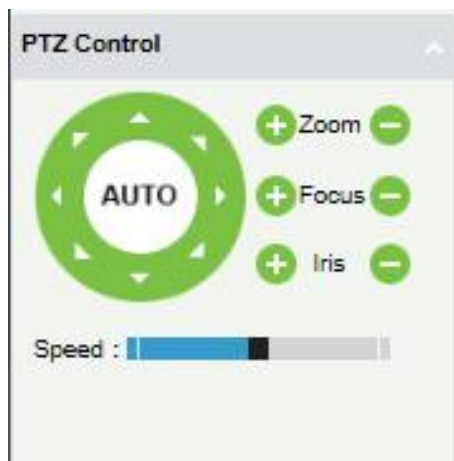 PTZ Control
AUTO
Zoom
Focus
Iris
Speed :